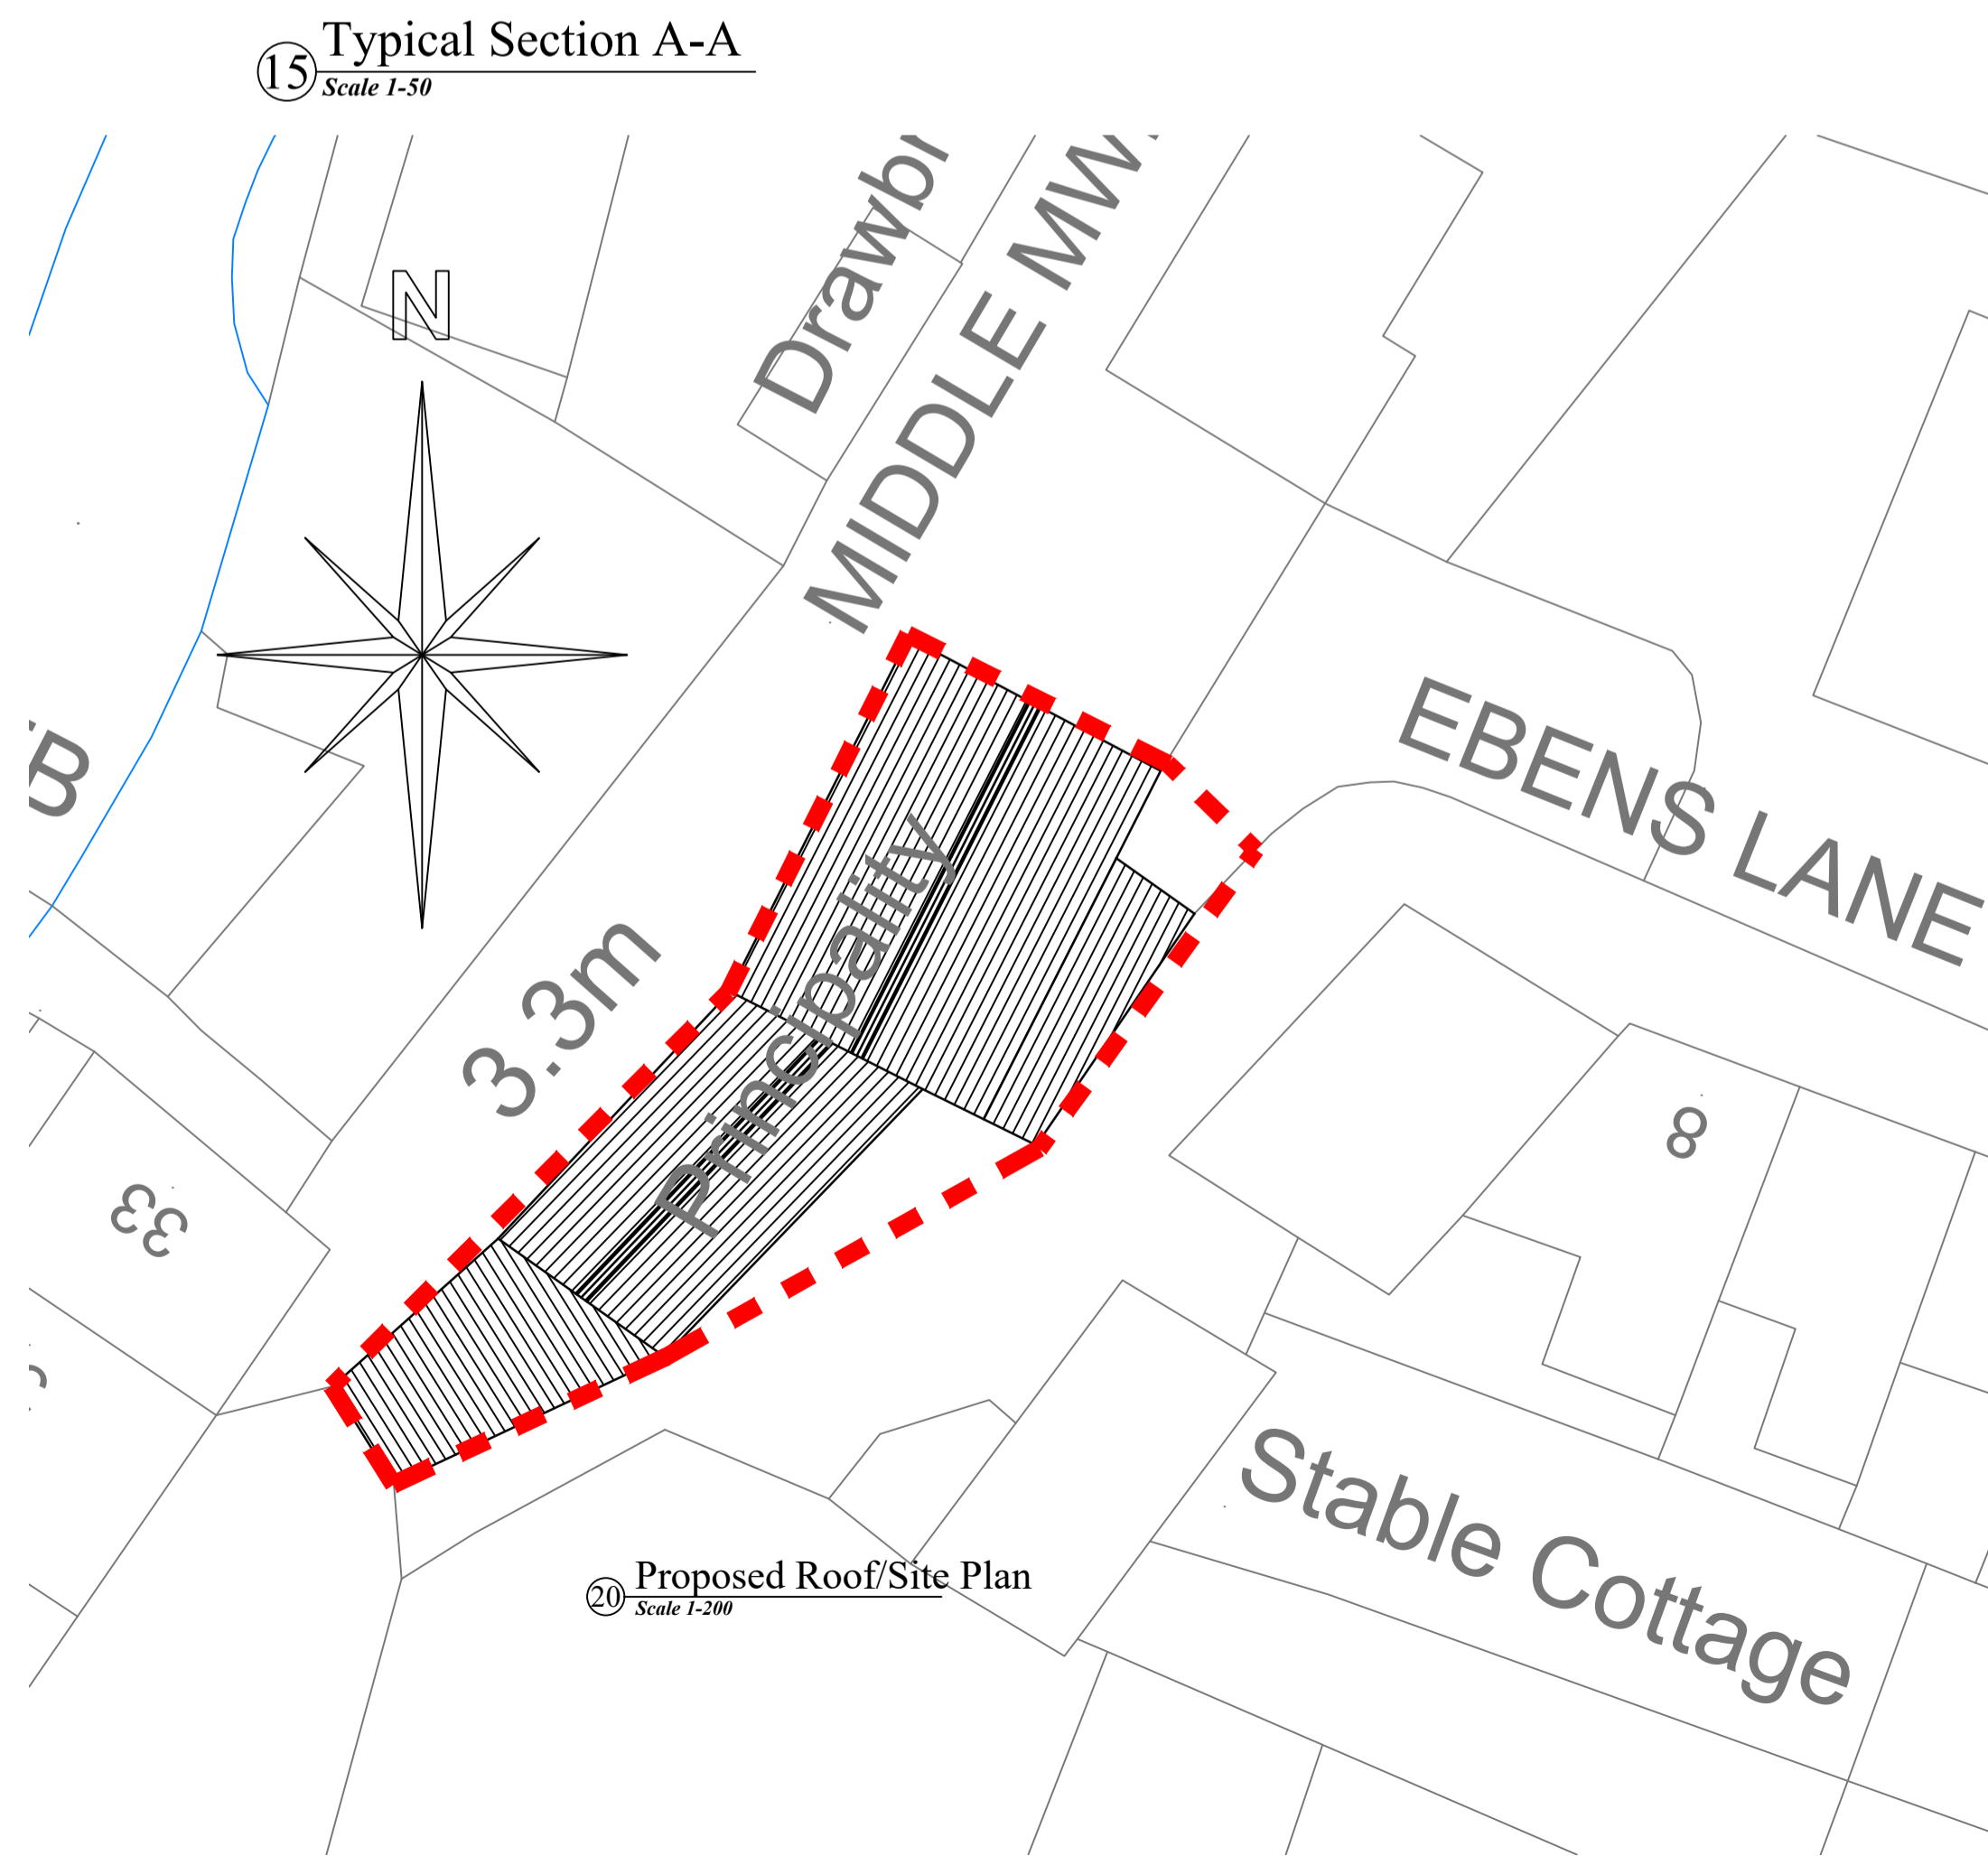 15
Typical Section A-A
Scale 1-50
N
MIDDLE
EBENS LANE
Principality
3.3m
8
33
Stable Cottage
20
Proposed Roof/Site Plan
Scale 1-200